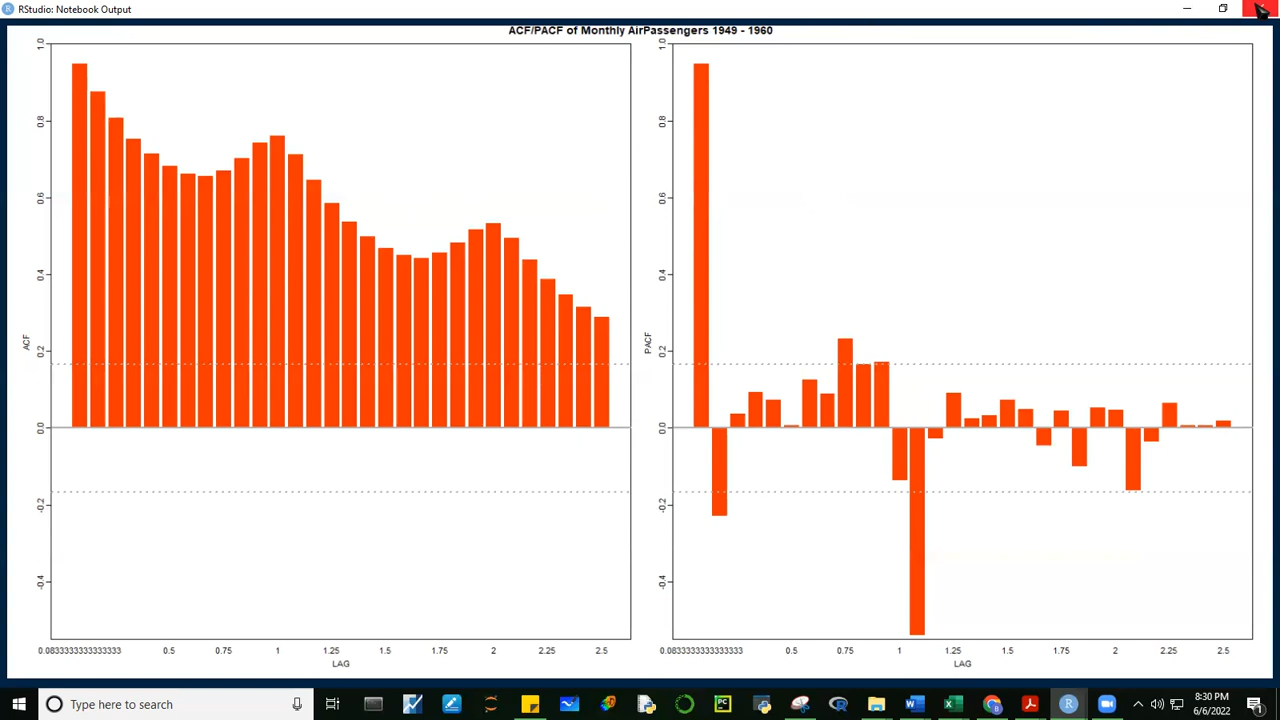 RStudio: Notebook Output
ACF/PACF of Monthly AirPassengers 1949 - 1960
1.0
0.8
0.6
0.4
0.2
0.0
-0.2
-0.4
ACF
0.0833333333333333 0.5 0.75 1 1.25 1.5 1.75 2 2.25 2.5
LAG
1.0
0.8
0.6
0.4
0.2
0.0
-0.2
-0.4
PACF
0.0833333333333333 0.5 0.75 1 1.25 1.5 1.75 2 2.25 2.5
LAG
Type here to search
8:30 PM
6/6/2022